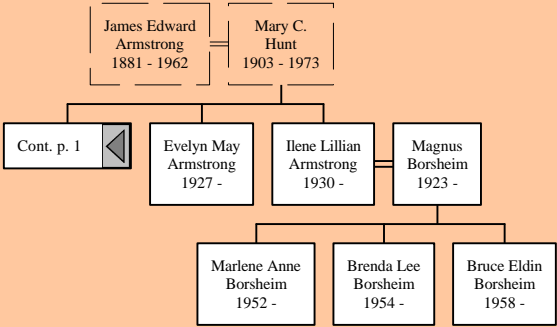 James Edward
Armstrong
1881 - 1962
Mary C.
Hunt
1903 - 1973
Cont. p. 1
Evelyn May
Armstrong
1927 -
Ilene Lillian
Armstrong
1930 -
Magnus
Borsheim
1923 -
Marlene Anne
Borsheim
1952 -
Brenda Lee
Borsheim
1954 -
Bruce Eldin
Borsheim
1958 -